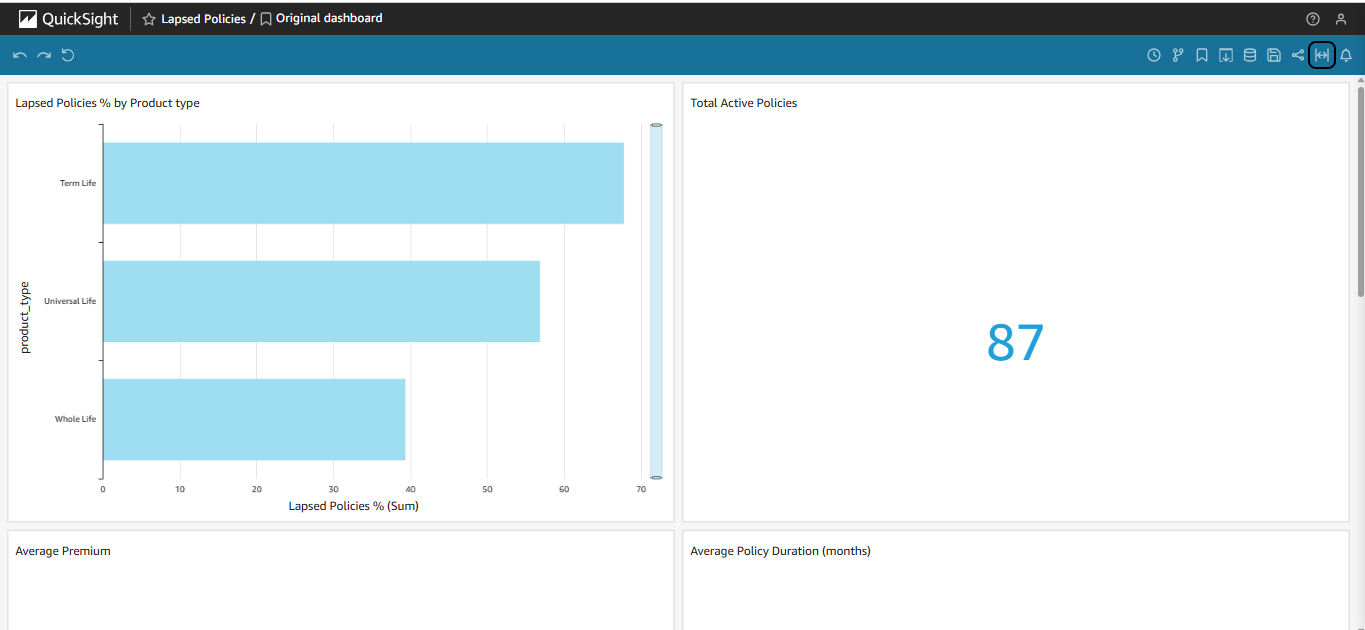 QuickSight
Lapsed Policies / Original dashboard
Lapsed Policies % by Product type
product_type
Term Life
Universal Life
Whole Life
0 10 20 30 40 50 60 70
Lapsed Policies % (Sum)
Total Active Policies
87
Average Premium
Average Policy Duration (months)